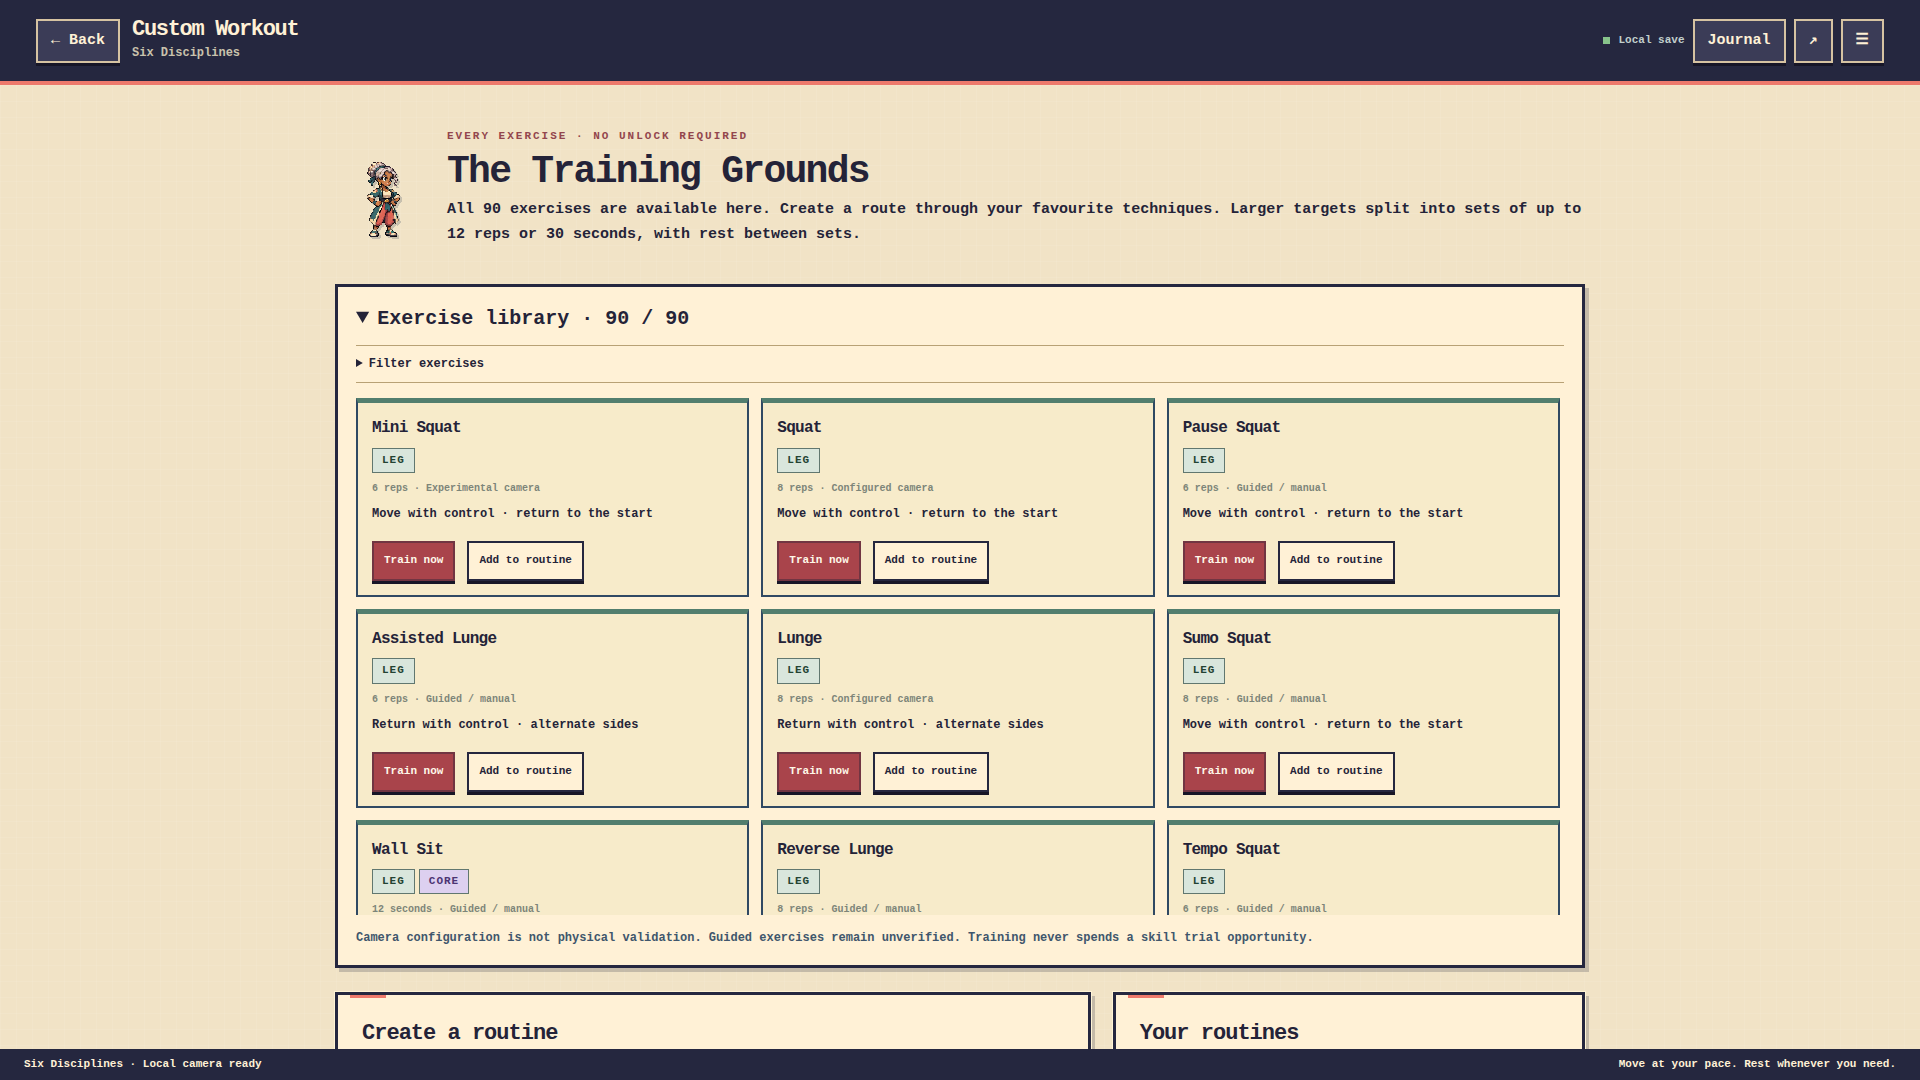 ← Back
Custom Workout
Six Disciplines
Local save
Journal
↗
☰
EVERY EXERCISE · NO UNLOCK REQUIRED
The Training Grounds
All 90 exercises are available here. Create a route through your favourite techniques. Larger targets split into sets of up to
12 reps or 30 seconds, with rest between sets.
▼ Exercise library · 90 / 90
▶ Filter exercises
Mini Squat
LEG
6 reps · Experimental camera
Move with control · return to the start
Train now
Add to routine
Squat
LEG
8 reps · Configured camera
Move with control · return to the start
Train now
Add to routine
Pause Squat
LEG
6 reps · Guided / manual
Move with control · return to the start
Train now
Add to routine
Assisted Lunge
LEG
6 reps · Guided / manual
Return with control · alternate sides
Train now
Add to routine
Lunge
LEG
8 reps · Configured camera
Return with control · alternate sides
Train now
Add to routine
Sumo Squat
LEG
8 reps · Guided / manual
Move with control · return to the start
Train now
Add to routine
Wall Sit
LEG CORE
12 seconds · Guided / manual
Reverse Lunge
LEG
8 reps · Guided / manual
Tempo Squat
LEG
6 reps · Guided / manual
Camera configuration is not physical validation. Guided exercises remain unverified. Training never spends a skill trial opportunity.
Create a routine
Your routines
Six Disciplines · Local camera ready
Move at your pace. Rest whenever you need.